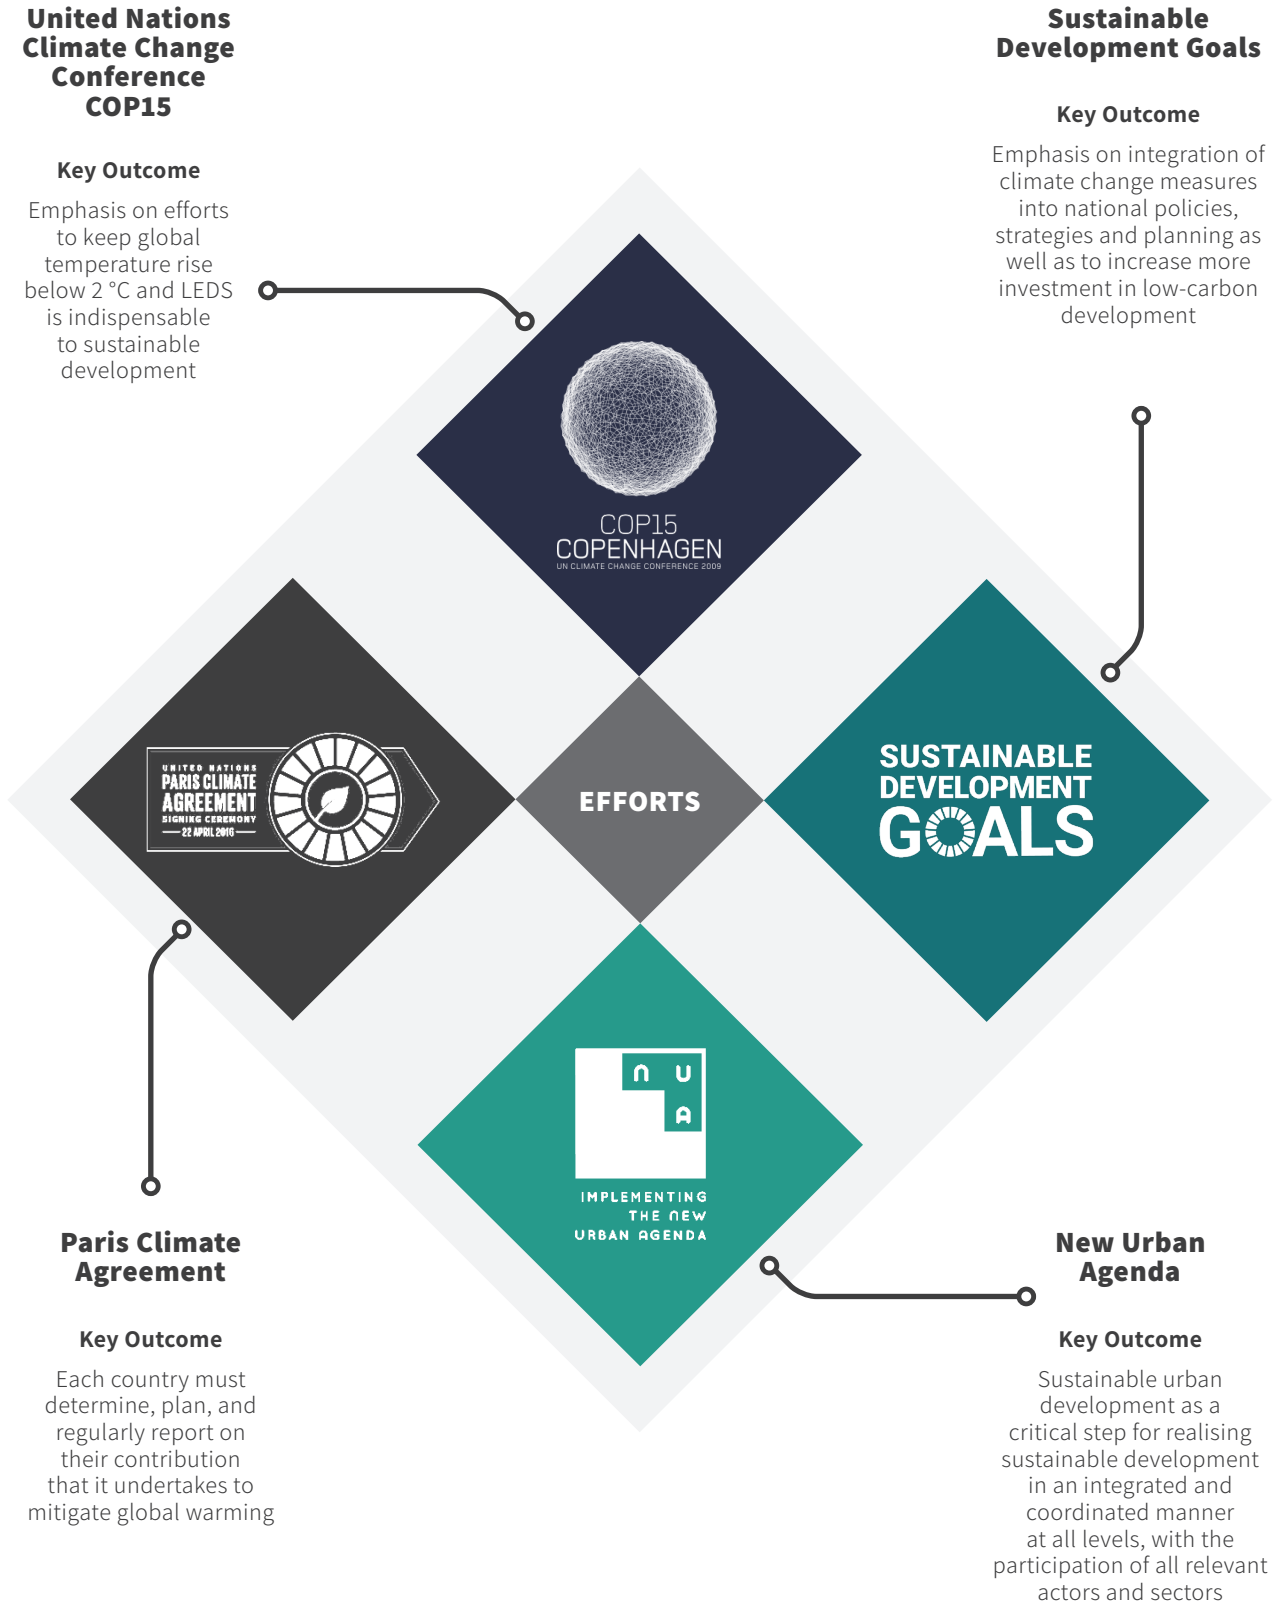 United Nations
Climate Change
Conference
COP15
Key Outcome
Emphasis on efforts
to keep global
temperature rise
below 2 °C and LEDS
is indispensable
to sustainable
development
Sustainable
Development Goals
Key Outcome
Emphasis on integration of
climate change measures
into national policies,
strategies and planning as
well as to increase more
investment in low-carbon
development
COP15
COPENHAGEN
UN CLIMATE CHANGE CONFERENCE 2009
UNITED NATIONS
PARIS CLIMATE
AGREEMENT
SIGNING CEREMONY
22 APRIL 2016
EFFORTS
SUSTAINABLE
DEVELOPMENT
GOALS
N U
A
IMPLEMENTING
THE NEW
URBAN AGENDA
Paris Climate
Agreement
Key Outcome
Each country must
determine, plan, and
regularly report on
their contribution
that it undertakes to
mitigate global warming
New Urban
Agenda
Key Outcome
Sustainable urban
development as a
critical step for realising
sustainable development
in an integrated and
coordinated manner
at all levels, with the
participation of all relevant
actors and sectors